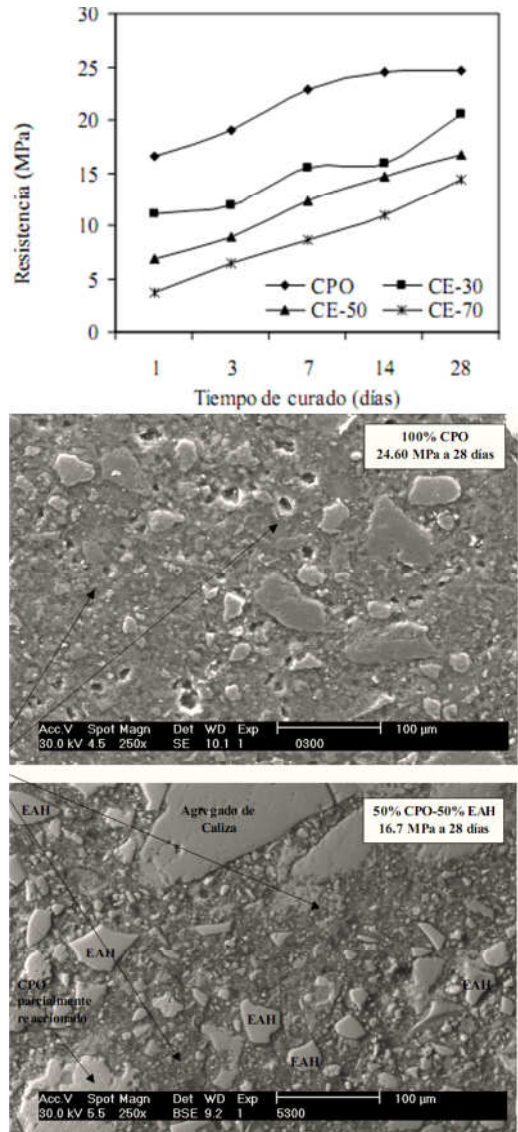 30
25
20
15
10
5
0
Resistencia (MPa)
CPO CE-30
CE-50 CE-70
1 3 7 14 28
Tiempo de curado (días)
100% CPO
24.60 MPa a 28 días
Acc.V Spot Magn Det WD Exp 100 µm
30.0 kV 4.5 250x SE 10.1 1 0300
EAH
Agregado de
Caliza
50% CPO-50% EAH
16.7 MPa a 28 días
EAH
EAH
CPO
parcialmente
reaccionado
EAH
EAH
Acc.V Spot Magn Det WD Exp 100 µm
30.0 kV 5.5 250x BSE 9.2 1 5300